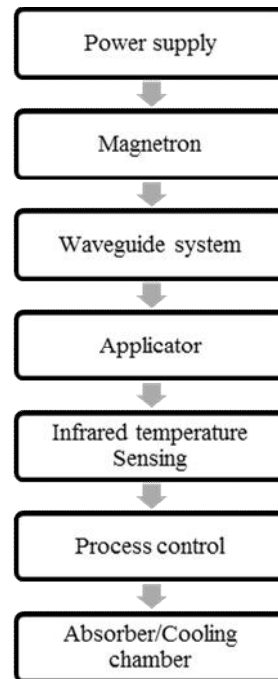 Power supply
Magnetron
Waveguide system
Applicator
Infrared temperature
Sensing
Process control
Absorber/Cooling
chamber